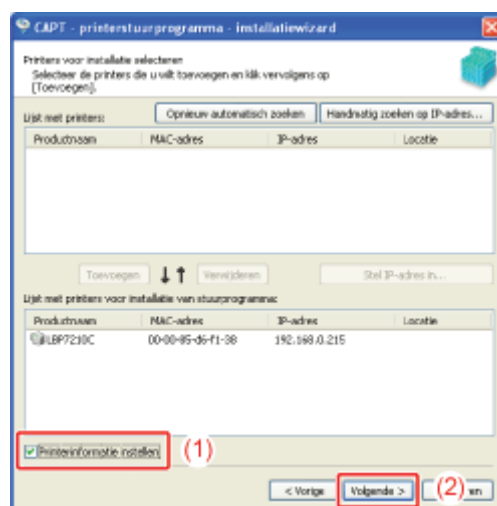 CAPT - printerstuurprogramma - installatiewizard
Printers voor installatie selecteren
Selecteer de printers die u wilt toevoegen en klik vervolgens op
[Toevoegen].
Lijst met printers:
Opnieuw automatisch zoeken
Handmatig zoeken op IP-adres...
Productnaam MAC-adres IP-adres Locatie
Toevoegen
Verwijderen
Stel IP-adres in...
Lijst met printers voor installatie van stuurprogramma:
Productnaam MAC-adres IP-adres Locatie
LBP7210C 00-00-85-d6-f1-38 192.168.0.215
Printerinformatie instellen
(1)
< Vorige
Volgende >
(2)